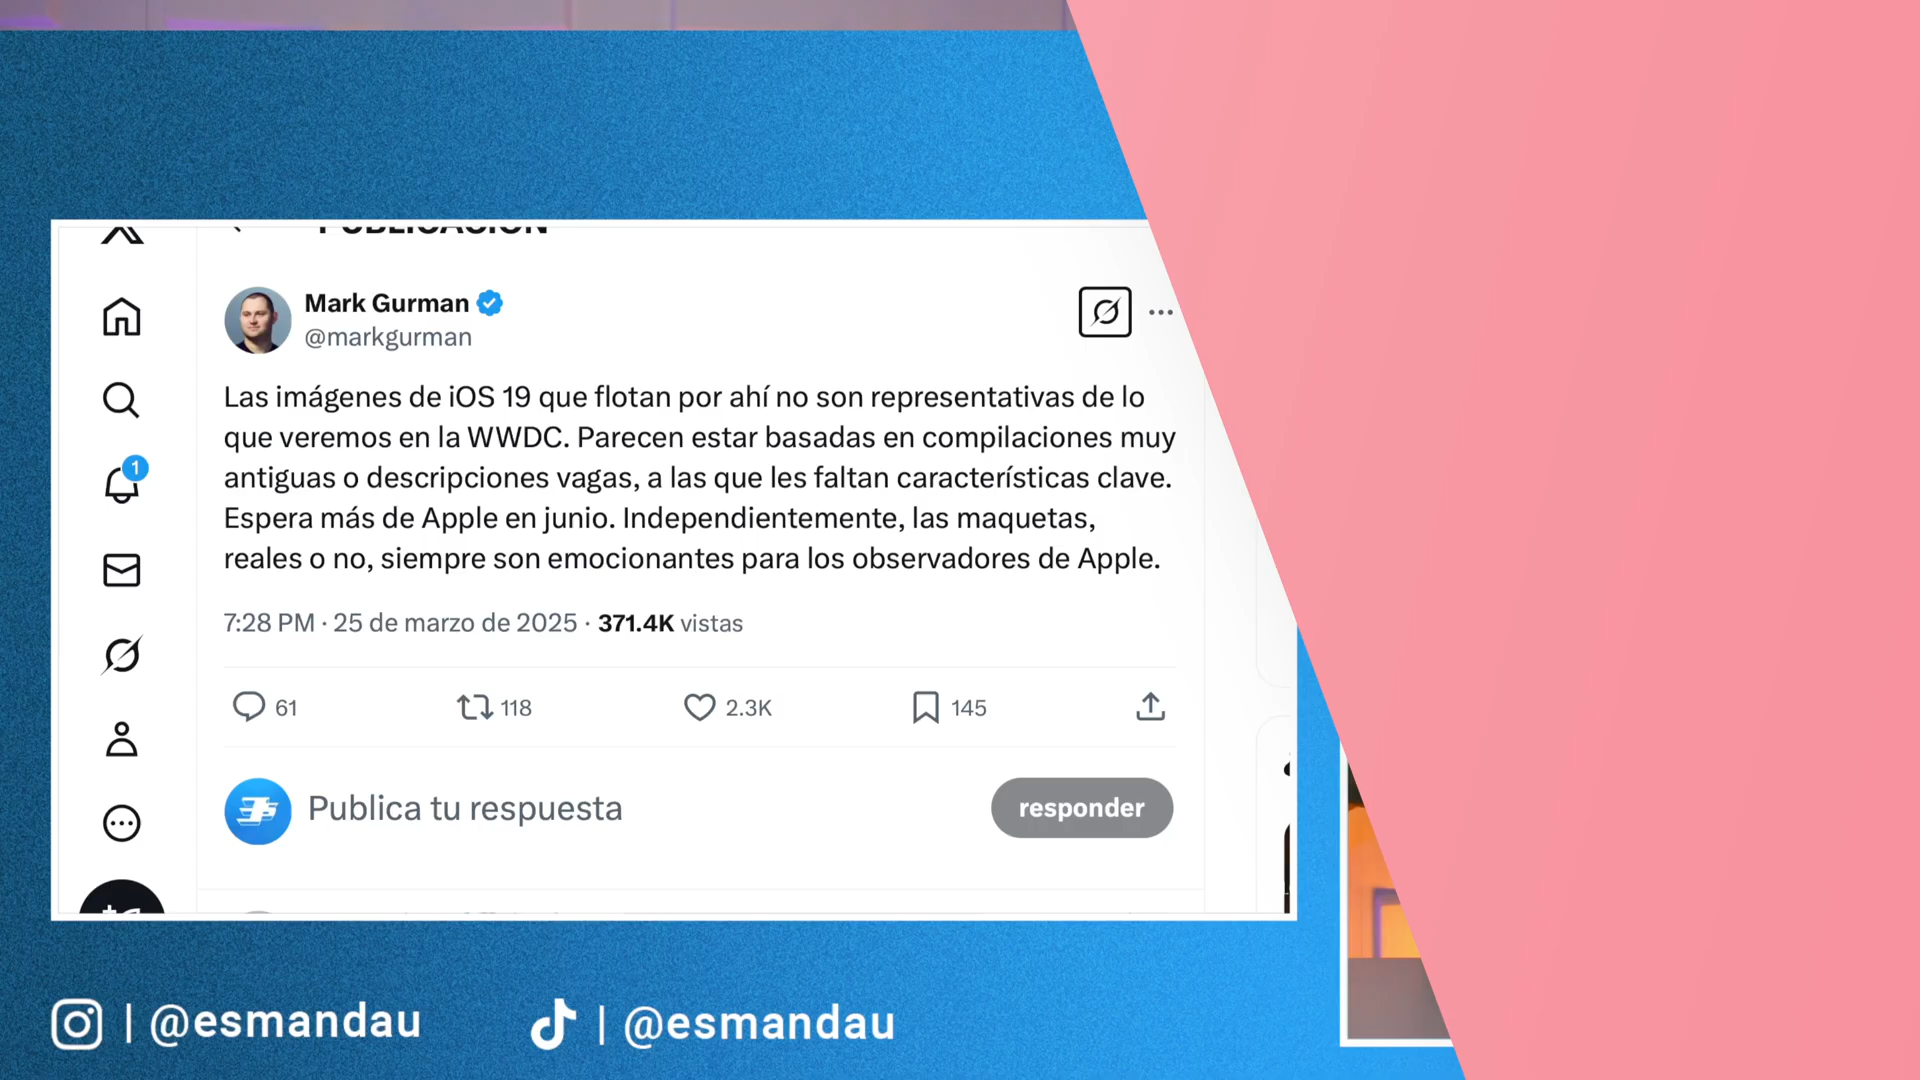 PUBLICACIÓN
Mark Gurman
@markgurman
Las imágenes de iOS 19 que flotan por ahí no son representativas de lo
que veremos en la WWDC. Parecen estar basadas en compilaciones muy
antiguas o descripciones vagas, a las que les faltan características clave.
Espera más de Apple en junio. Independientemente, las maquetas,
reales o no, siempre son emocionantes para los observadores de Apple.
1
7:28 PM · 25 de marzo de 2025 · 371.4K vistas
61 118 2.3K 145
Publica tu respuesta
responder
| @esmandau | @esmandau